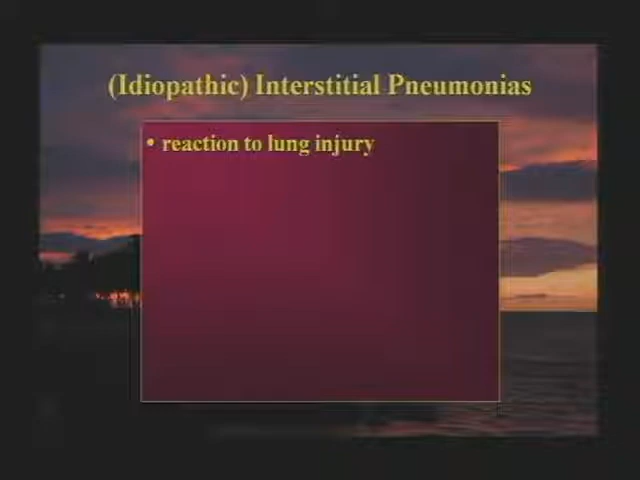 (Idiopathic) Interstitial Pneumonias
• reaction to lung injury